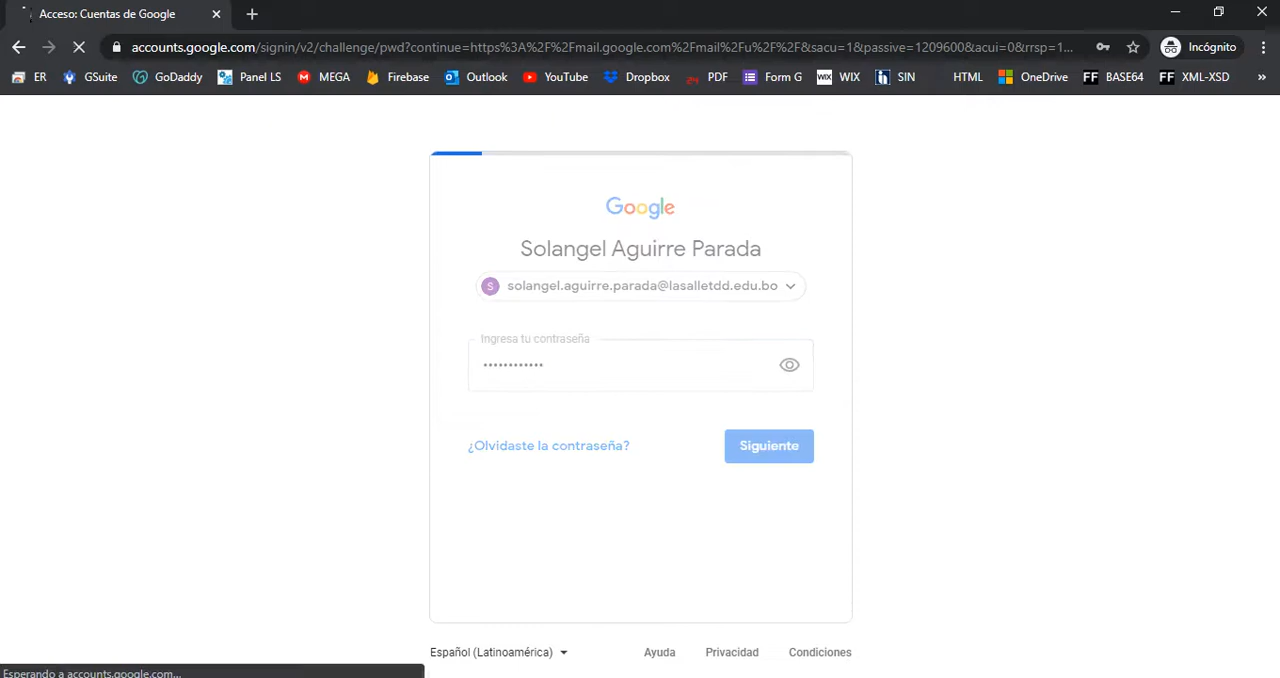 Acceso: Cuentas de Google
accounts.google.com/signin/v2/challenge/pwd?continue=https%3A%2F%2Fmail.google.com%2Fmail%2Fu%2F%2F&sacu=1&passive=1209600&acui=0&rrsp=1... Incógnito
ER GSuite GoDaddy Panel LS MEGA Firebase Outlook YouTube Dropbox PDF Form G WIX SIN HTML OneDrive BASE64 XML-XSD »
Google
Solangel Aguirre Parada
S solangel.aguirre.parada@lasalletdd.edu.bo
Ingresa tu contraseña
••••••••••••
¿Olvidaste la contraseña? Siguiente
Español (Latinoamérica) Ayuda Privacidad Condiciones
Esperando a accounts.google.com...